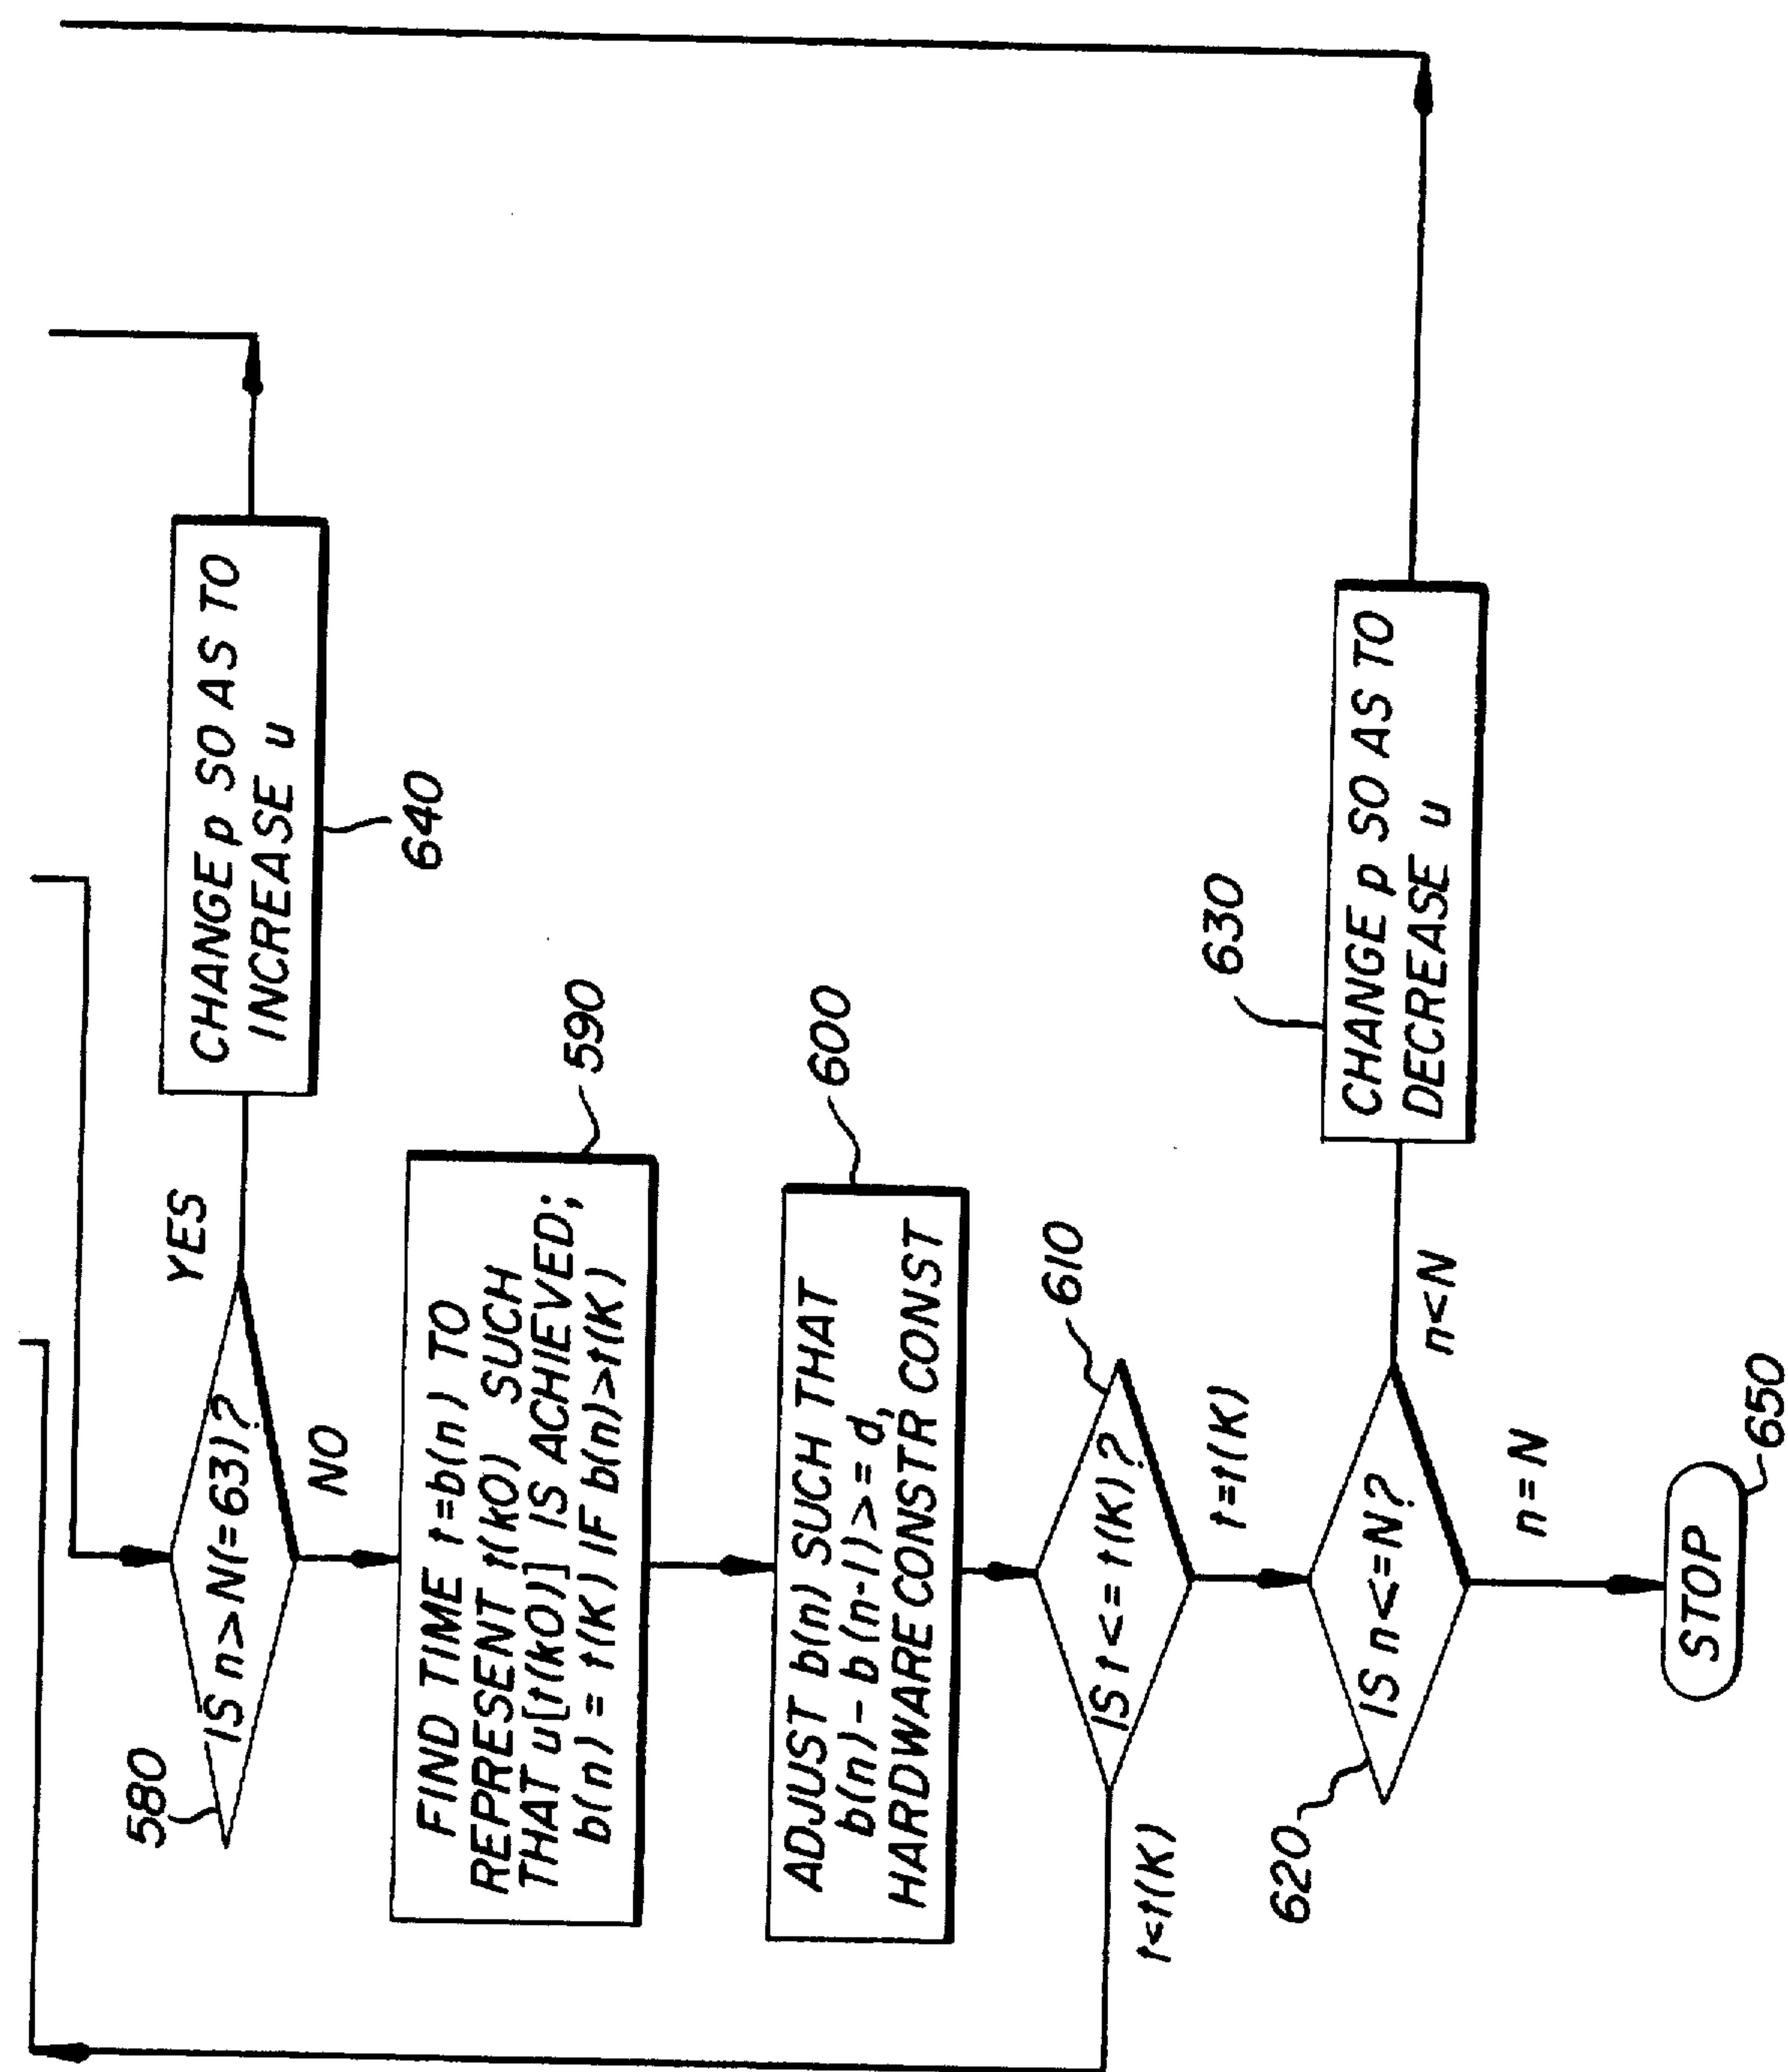 580
IS n>N(=63)?
YES
CHANGE p SO AS TO
INCREASE u
640
NO
FIND TIME t=b(n) TO
REPRESENT t(k0) SUCH
THAT u[t(k0)] IS ACHIEVED;
b(n) = t(K) IF b(n)>t(K)
590
ADJUST b(n) SUCH THAT
b(n)-b(n-1)>=d,
HARDWARE CONSTR CONST
600
IS t<=t(K)?
610
t<t(K)
t=t(K)
620
IS n<=N?
n<N
CHANGE p SO AS TO
DECREASE u
630
n=N
STOP
650